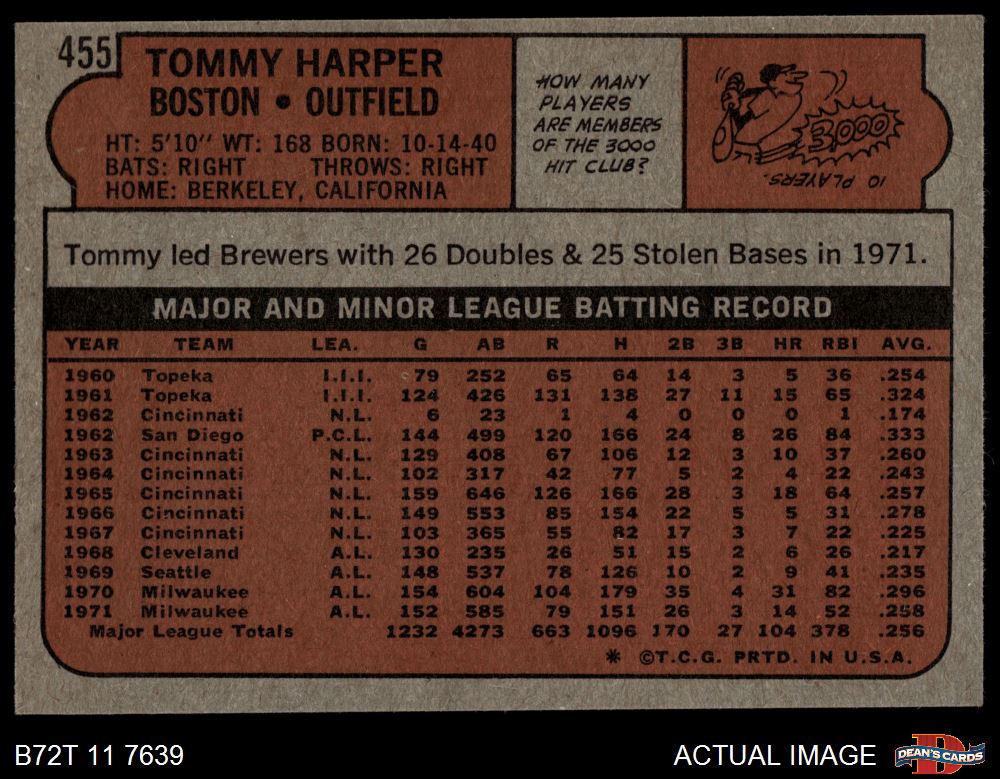 455
TOMMY HARPER
BOSTON • OUTFIELD
HT: 5'10" WT: 168 BORN: 10-14-40
BATS: RIGHT THROWS: RIGHT
HOME: BERKELEY, CALIFORNIA
HOW MANY
PLAYERS
ARE MEMBERS
OF THE 3000
HIT CLUB?
3000
10 PLAYERS.
Tommy led Brewers with 26 Doubles & 25 Stolen Bases in 1971.
MAJOR AND MINOR LEAGUE BATTING RECORD
YEAR TEAM LEA. G AB R H 2B 3B HR RBI AVG.
1960 Topeka I.I.I. 79 252 65 64 14 3 5 36 .254
1961 Topeka I.I.I. 124 426 131 138 27 11 15 65 .324
1962 Cincinnati N.L. 6 23 1 4 0 0 0 1 .174
1962 San Diego P.C.L. 144 499 120 166 24 8 26 84 .333
1963 Cincinnati N.L. 129 408 67 106 12 3 10 37 .260
1964 Cincinnati N.L. 102 317 42 77 5 2 4 22 .243
1965 Cincinnati N.L. 159 646 126 166 28 3 18 64 .257
1966 Cincinnati N.L. 149 553 85 154 22 5 5 31 .278
1967 Cincinnati N.L. 103 365 55 82 17 3 7 22 .225
1968 Cleveland A.L. 130 235 26 51 15 2 6 26 .217
1969 Seattle A.L. 148 537 78 126 10 2 9 41 .235
1970 Milwaukee A.L. 154 604 104 179 35 4 31 82 .296
1971 Milwaukee A.L. 152 585 79 151 26 3 14 52 .258
Major League Totals 1232 4273 663 1096 170 27 104 378 .256
* ©T.C.G. PRTD. IN U.S.A.
B72T 11 7639
ACTUAL IMAGE
DEAN'S CARDS